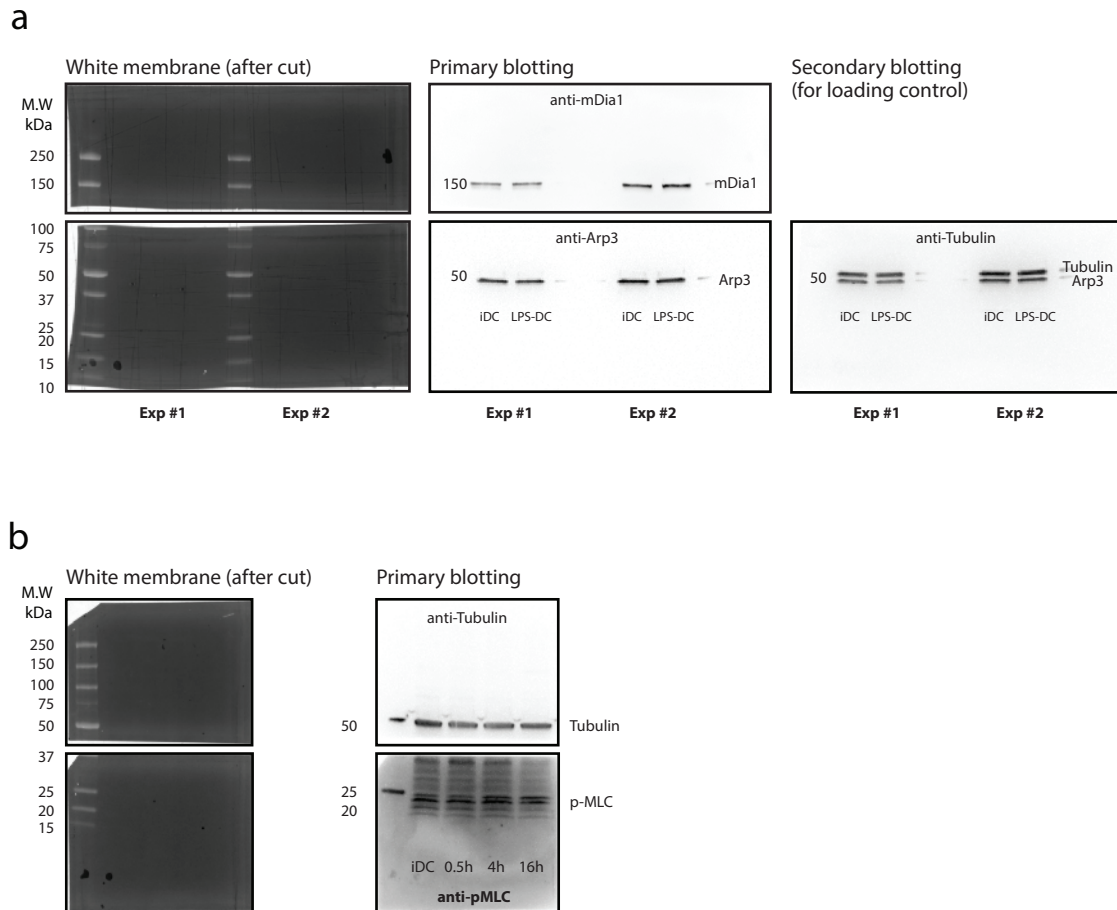 a
White membrane (after cut)
Primary blotting
Secondary blotting
(for loading control)
M.W
kDa
250
150
100
75
50
37
25
20
15
10
anti-mDia1
150
mDia1
anti-Arp3
50
Arp3
iDC LPS-DC iDC LPS-DC
anti-Tubulin
50
Tubulin
Arp3
iDC LPS-DC iDC LPS-DC
Exp #1 Exp #2
Exp #1 Exp #2
Exp #1 Exp #2
b
White membrane (after cut)
Primary blotting
M.W
kDa
250
150
100
75
50
37
25
20
15
anti-Tubulin
50
Tubulin
25
20
p-MLC
iDC 0.5h 4h 16h
anti-pMLC